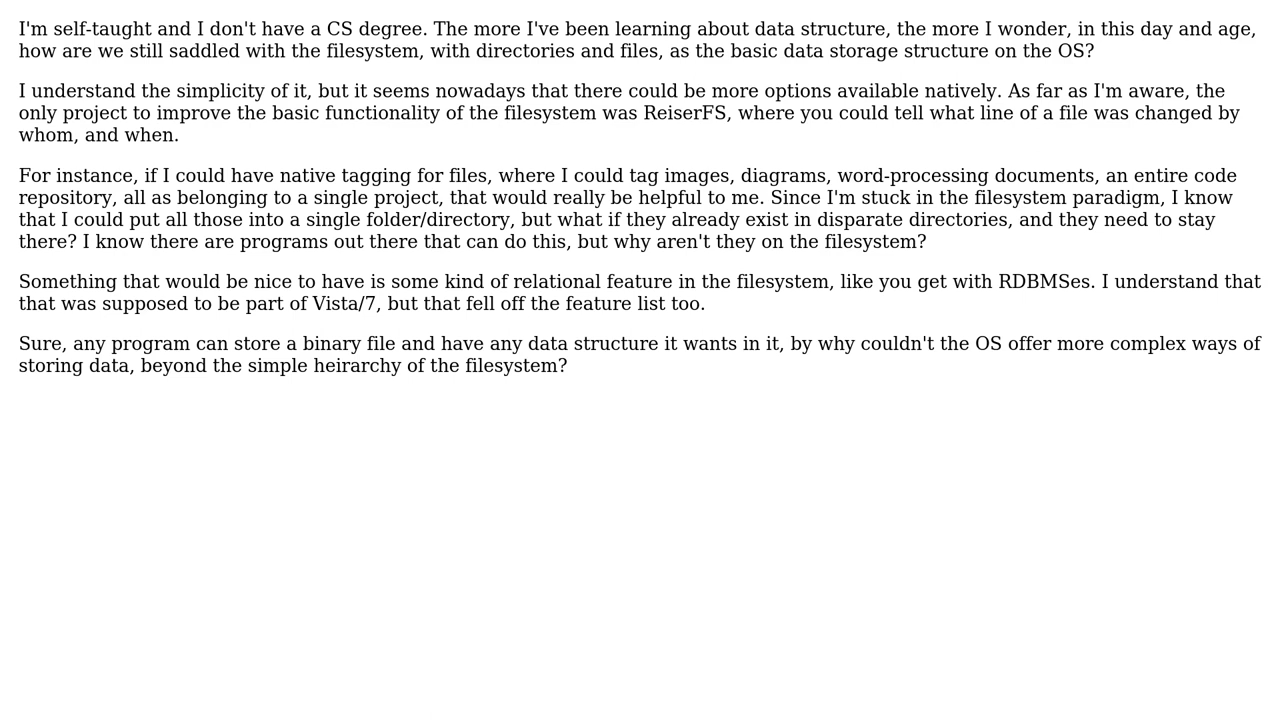 I'm self-taught and I don't have a CS degree. The more I've been learning about data structure, the more I wonder, in this day and age,
how are we still saddled with the filesystem, with directories and files, as the basic data storage structure on the OS?
I understand the simplicity of it, but it seems nowadays that there could be more options available natively. As far as I'm aware, the
only project to improve the basic functionality of the filesystem was ReiserFS, where you could tell what line of a file was changed by
whom, and when.
For instance, if I could have native tagging for files, where I could tag images, diagrams, word-processing documents, an entire code
repository, all as belonging to a single project, that would really be helpful to me. Since I'm stuck in the filesystem paradigm, I know
that I could put all those into a single folder/directory, but what if they already exist in disparate directories, and they need to stay
there? I know there are programs out there that can do this, but why aren't they on the filesystem?
Something that would be nice to have is some kind of relational feature in the filesystem, like you get with RDBMSes. I understand that
that was supposed to be part of Vista/7, but that fell off the feature list too.
Sure, any program can store a binary file and have any data structure it wants in it, by why couldn't the OS offer more complex ways of
storing data, beyond the simple heirarchy of the filesystem?